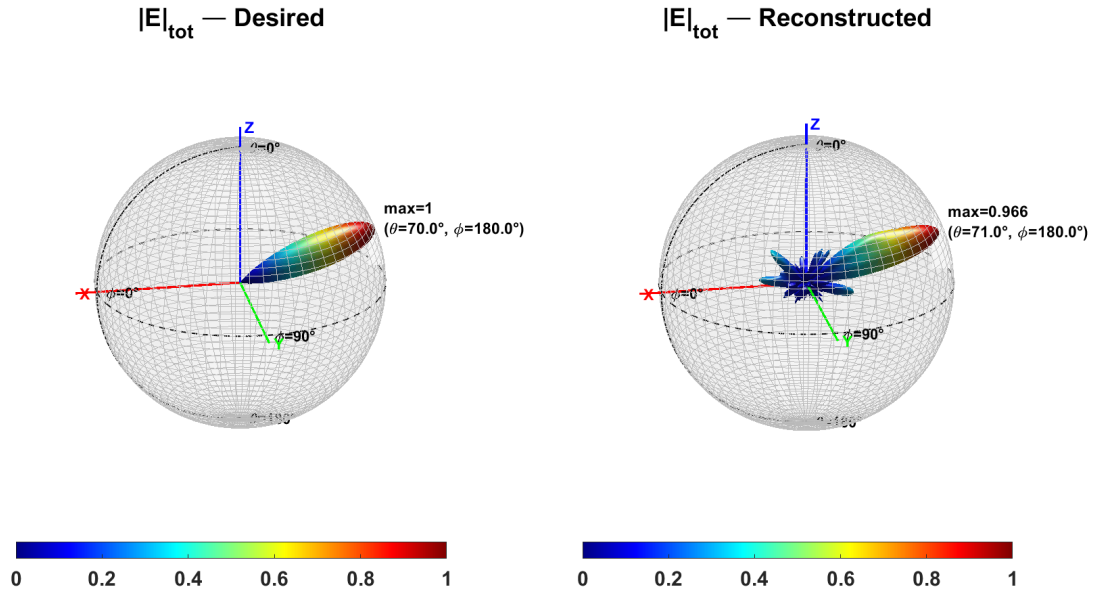 |E|tot — Desired
|E|tot — Reconstructed
Z
θ=0°
max=1
(θ=70.0°, ϕ=180.0°)
X
ϕ=0°
ϕ=90°
Y
θ=180°
0 0.2 0.4 0.6 0.8 1
Z
θ=0°
max=0.966
(θ=71.0°, ϕ=180.0°)
X
ϕ=0°
ϕ=90°
Y
θ=180°
0 0.2 0.4 0.6 0.8 1